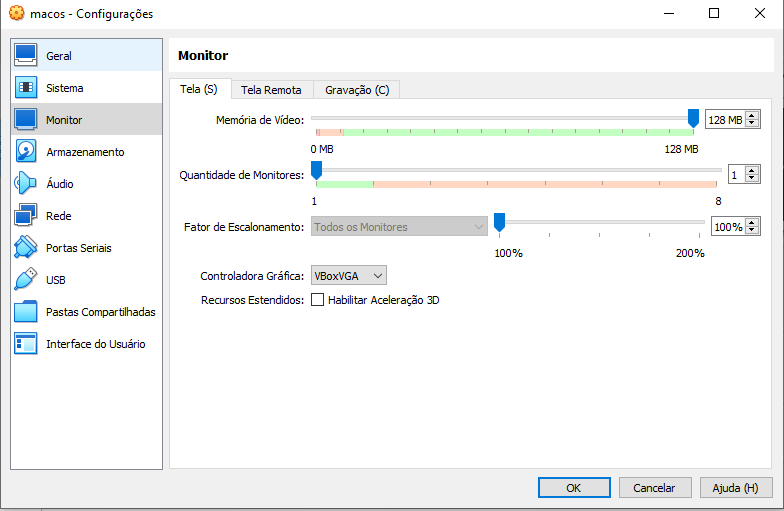 macos - Configurações
Geral
Sistema
Monitor
Armazenamento
Áudio
Rede
Portas Seriais
USB
Pastas Compartilhadas
Interface do Usuário
Monitor
Tela (S) Tela Remota Gravação (C)
Memória de Vídeo: 128 MB
0 MB 128 MB
Quantidade de Monitores: 1
1 8
Fator de Escalonamento: Todos os Monitores 100%
100% 200%
Controladora Gráfica: VBoxVGA
Recursos Estendidos: Habilitar Aceleração 3D
OK Cancelar Ajuda (H)